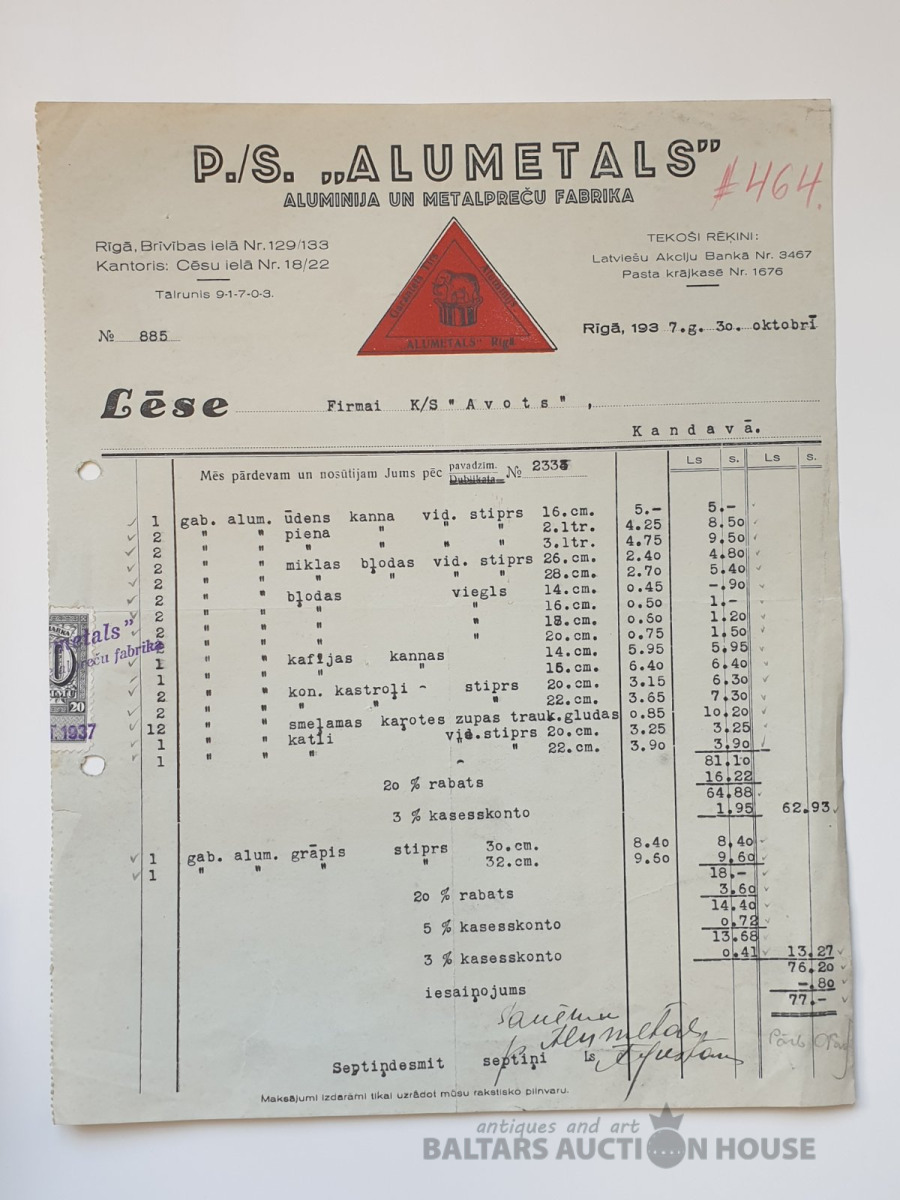 P./S. „ALUMETALS”
ALUMINIJA UN METALPREČU FABRIKA
#464.
Rīgā, Brīvības ielā Nr. 129/133
Kantoris: Cēsu ielā Nr. 18/22
Tālrunis 9-1-7-0-3.
TEKOŠI RĒĶINI:
Latviešu Akciju Bankā Nr. 3467
Pasta krājkasē Nr. 1676
"ALUMETALS" Rīgā
№ 885
Rīgā, 193 7.g. 30. oktobrī
Lēse Firmai K/S "Avots",
Kandavā.
Ls s. Ls s.
Mēs pārdevam un nosūtijam Jums pēc pavadzim. Dublikata № 2338
1 gab. alum. ūdens kanna vid. stiprs 16.cm. 5.- 5.-
2 " " piena " " " 2.ltr. 4.25 8.50
2 " " " " " " 3.ltr. 4.75 9.50
2 " " miklas bļodas vid. stiprs 26.cm. 2.40 4.80
2 " " " " " " 28.cm. 2.70 5.40
2 " " bļodas viegls 14.cm. 0.45 -.90
2 " " " " 16.cm. 0.50 1.-
2 " " " " 18.cm. 0.60 1.20
2 " " " " 20.cm. 0.75 1.50
1 " " kafijas kannas 14.cm. 5.95 5.95
1 " " " " 15.cm. 6.40 6.40
2 " " kon. kastroļi - stiprs 20.cm. 3.15 6.30
2 " " " " " 22.cm. 3.65 7.30
12 " " smeļamas karotes zupas trauk.gludas 0.85 10.20
1 " " katli vid.stiprs 20.cm. 3.25 3.25
1 " " " " " 22.cm. 3.90 3.90
81.10
20 % rabats 16.22
64.88
3 % kasesskonto 1.95 62.93
1 gab. alum. grāpis stiprs 30.cm. 8.40 8.40
1 " " " " 32.cm. 9.60 9.60
18.-
20 % rabats 3.60
14.40
5 % kasesskonto 0.72
13.68
3 % kasesskonto 0.41 13.27
76.20
iesaiņojums -.80
77.-
Alumetals
Septiņdesmit septiņi Ls
Maksājumi izdarāmi tikai uzrādot mūsu rakstisko pilnvaru.
metals"
preču fabrika
20
1937
antiques and art
BALTARS AUCTION HOUSE